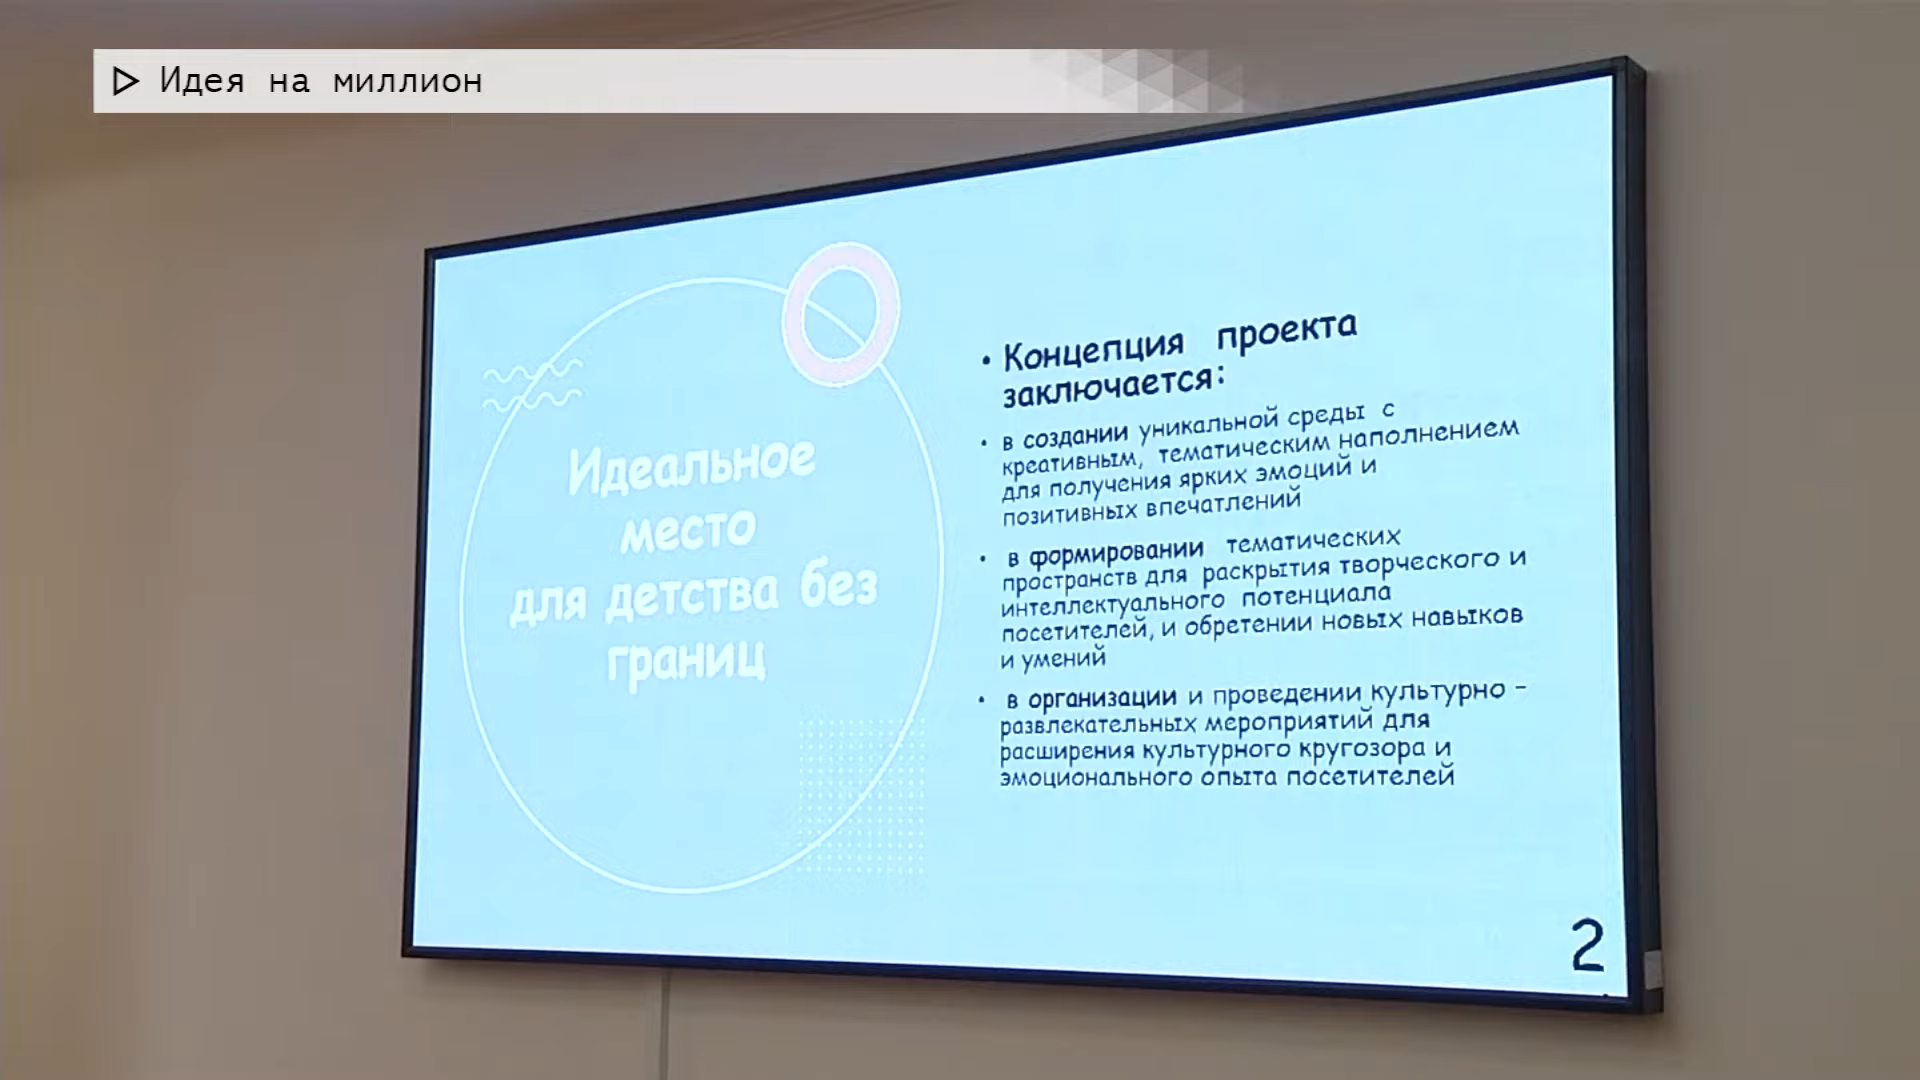 Идея на миллион
Идеальное
место
для детства без
границ
• Концепция проекта
заключается:
• в создании уникальной среды с
креативным, тематическим наполнением
для получения ярких эмоций и
позитивных впечатлений
• в формировании тематических
пространств для раскрытия творческого и
интеллектуального потенциала
посетителей, и обретении новых навыков
и умений
• в организации и проведении культурно –
развлекательных мероприятий для
расширения культурного кругозора и
эмоционального опыта посетителей
2